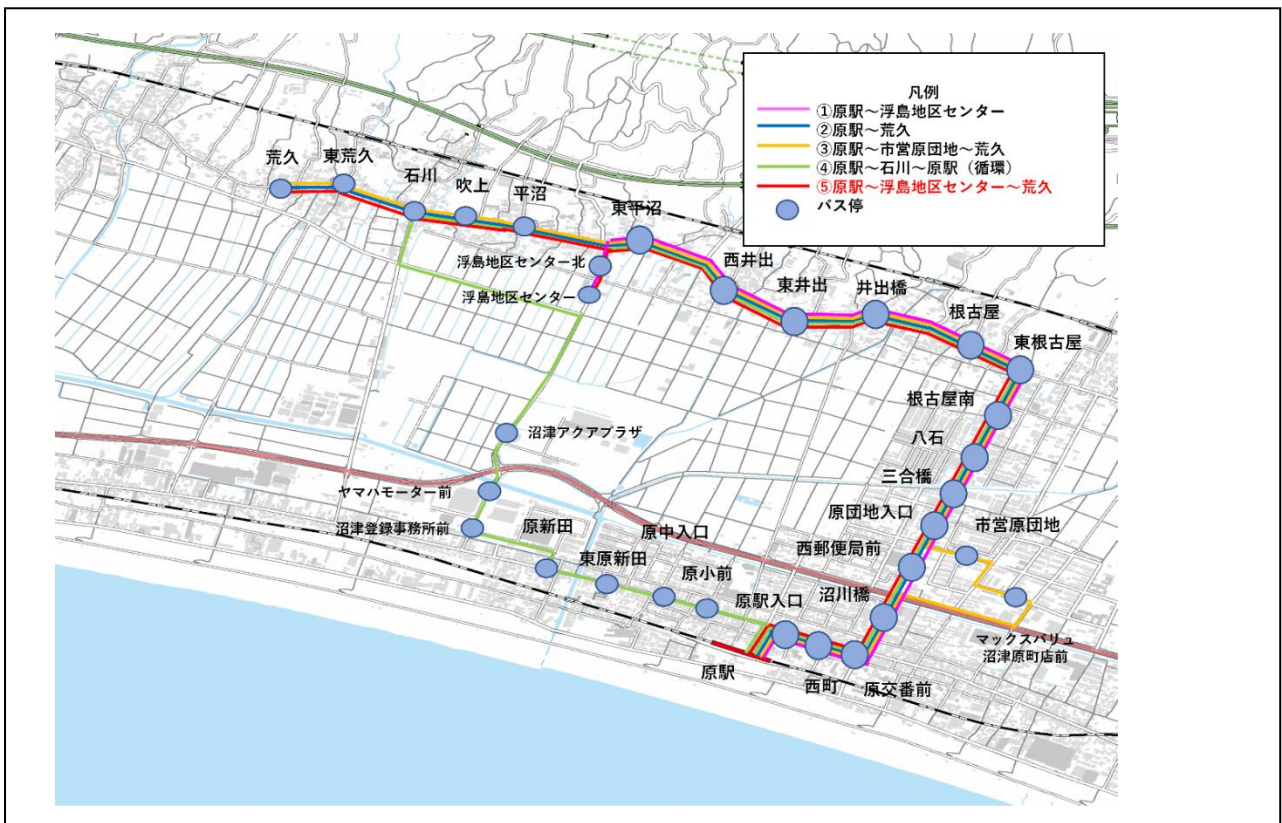 凡例
①原駅～浮島地区センター
②原駅～荒久
③原駅～市営原団地～荒久
④原駅～石川～原駅（循環）
⑤原駅～浮島地区センター～荒久
バス停
荒久
東荒久
石川
吹上
平沼
東平沼
浮島地区センター北
浮島地区センター
西井出
東井出
井出橋
根古屋
東根古屋
根古屋南
八石
三合橋
原団地入口
市営原団地
西郵便局前
沼川橋
マックスバリュ
沼津原町店前
沼津アクアプラザ
ヤマハモーター前
沼津登録事務所前
原新田
東原新田
原中入口
原小前
原駅入口
原駅
西町
原交番前